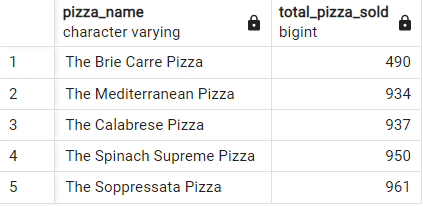 pizza_name total_pizza_sold
character varying bigint
1 The Brie Carre Pizza 490
2 The Mediterranean Pizza 934
3 The Calabrese Pizza 937
4 The Spinach Supreme Pizza 950
5 The Soppressata Pizza 961